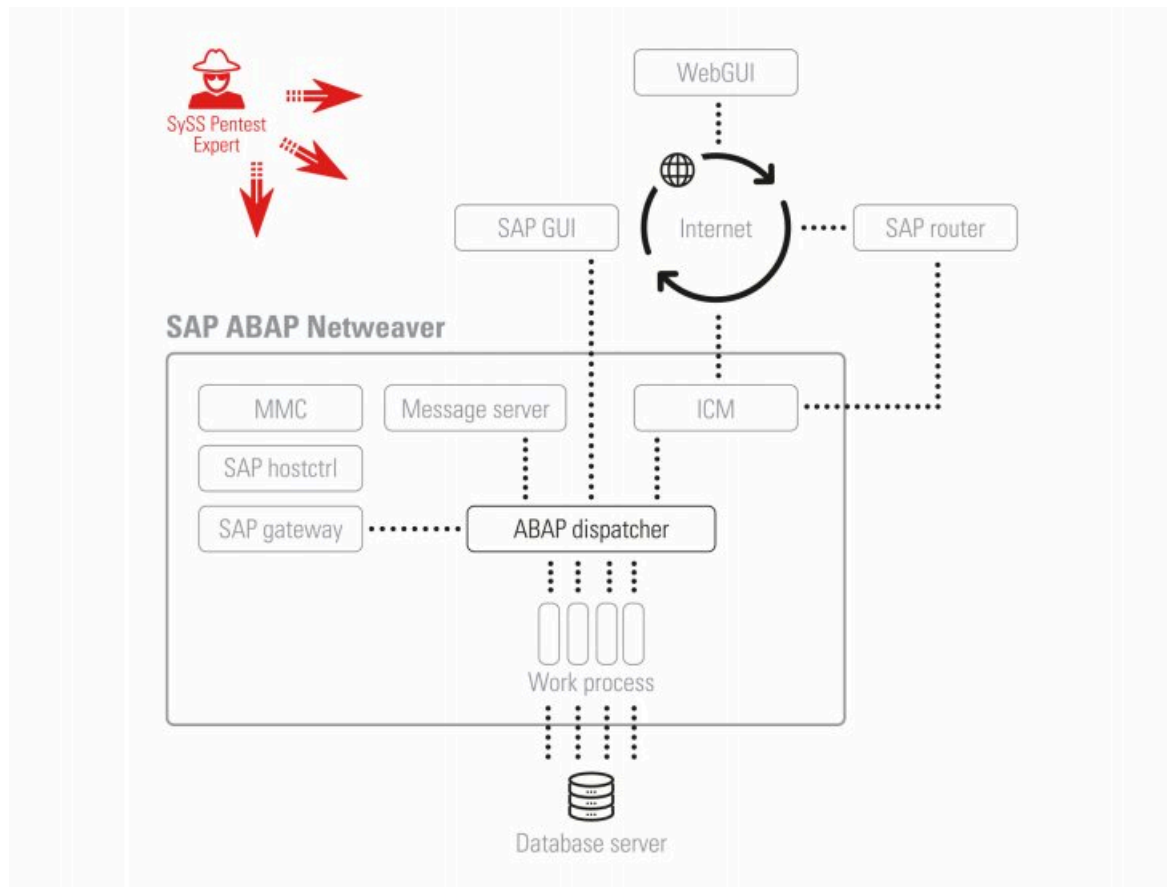 WebGUI
SySS Pentest
Expert
SAP GUI
Internet
SAP router
SAP ABAP Netweaver
MMC
Message server
ICM
SAP hostctrl
SAP gateway
ABAP dispatcher
Work process
Database server